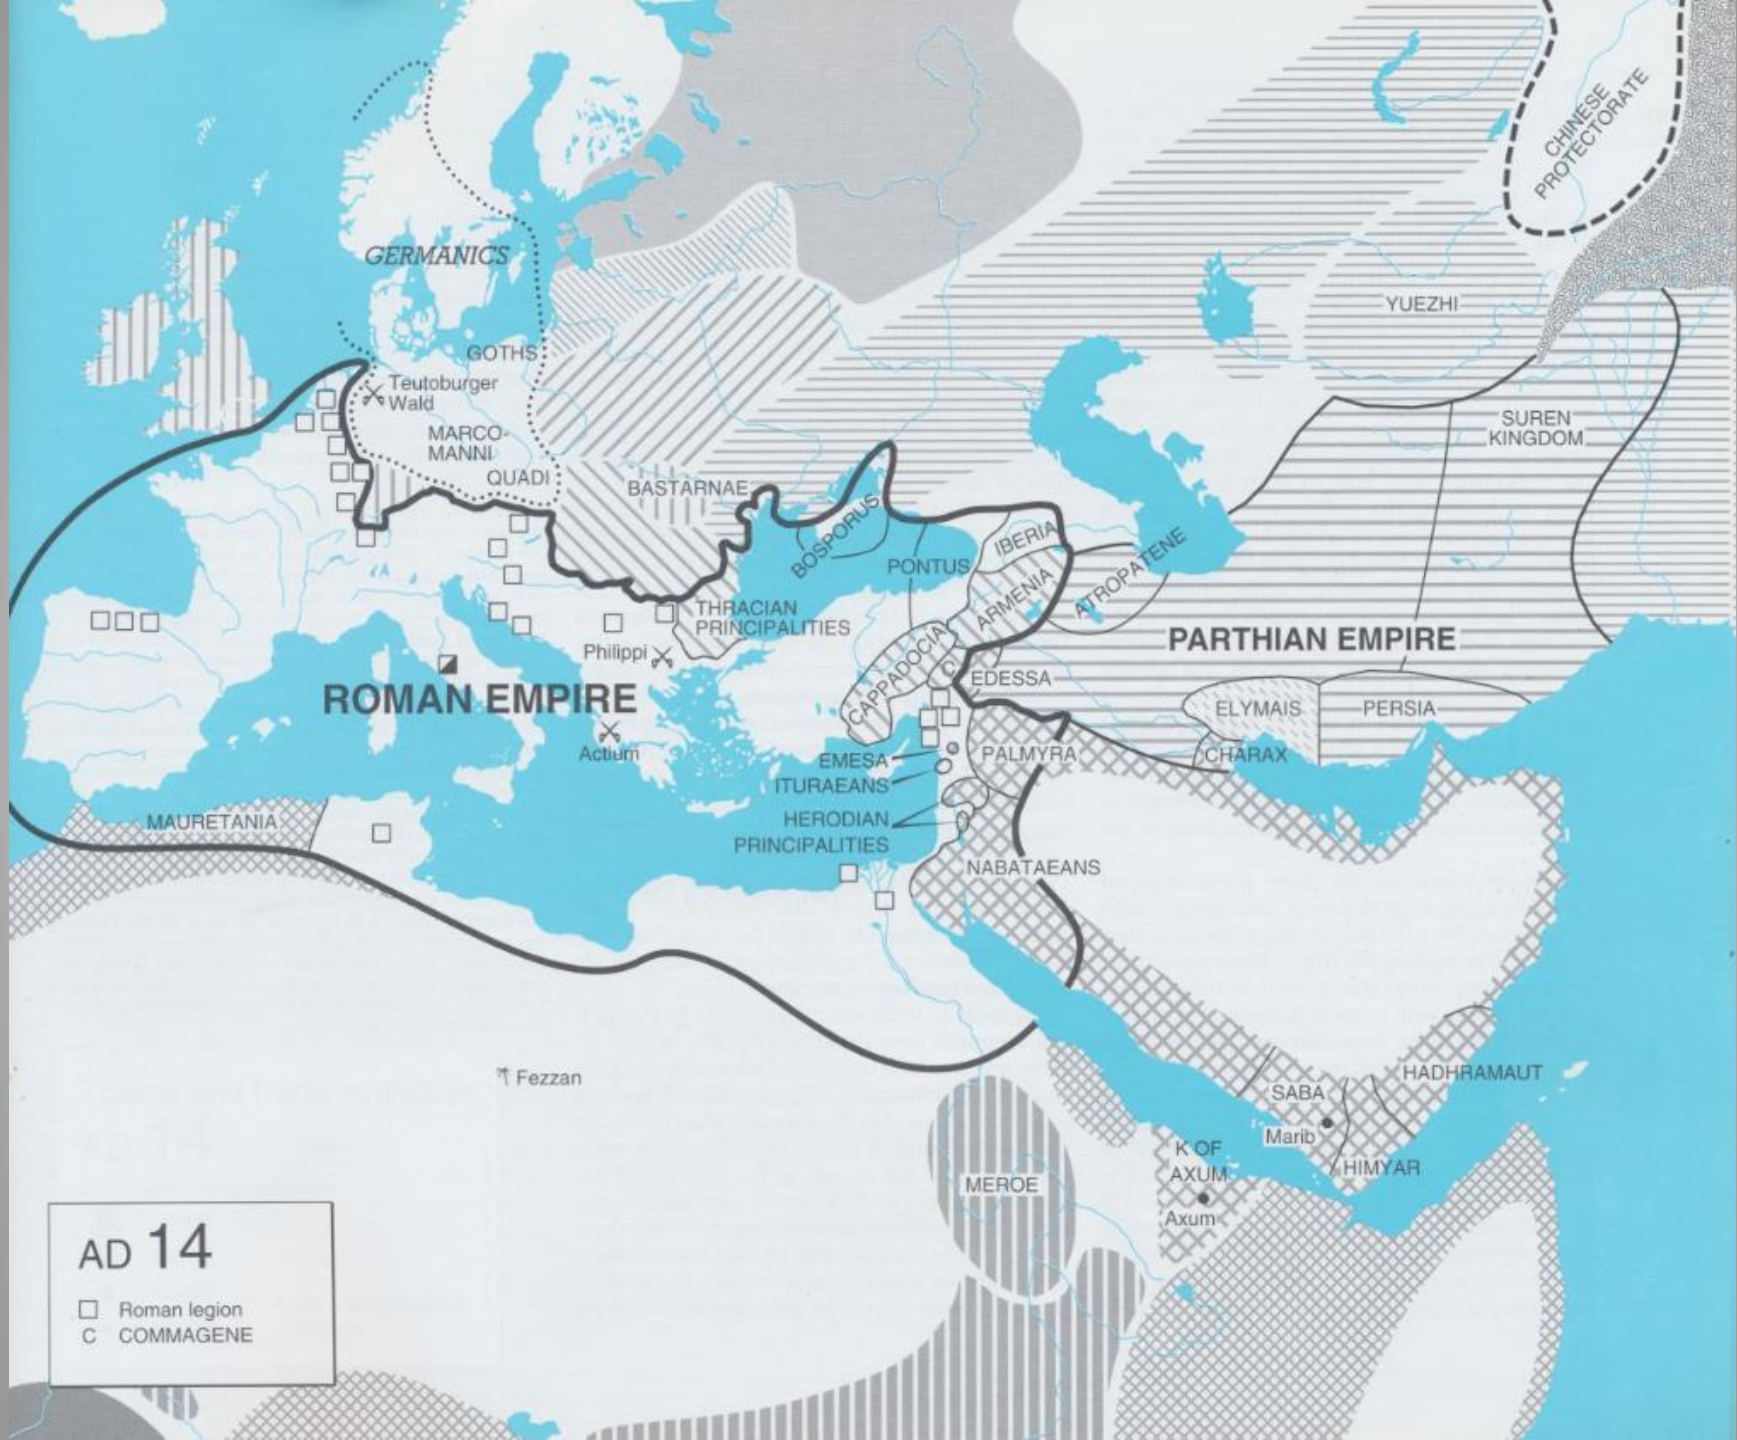 CHINESE
PROTECTORATE
GERMANICS
YUEZHI
GOTHS
Teutoburger
Wald
MARCO-
MANNI
QUADI
BASTARNAE
SUREN
KINGDOM
BOSPORUS
PONTUS
IBERIA
ARMENIA
ATROPATENE
THRACIAN
PRINCIPALITIES
PARTHIAN EMPIRE
Philippi
CAPPADOCIA
C
EDESSA
ROMAN EMPIRE
ELYMAIS
PERSIA
Actium
EMESA
PALMYRA
CHARAX
ITURAEANS
MAURETANIA
HERODIAN
PRINCIPALITIES
NABATAEANS
Fezzan
HADHRAMAUT
SABA
Marib
K OF
AXUM
HIMYAR
MEROE
Axum
AD 14
Roman legion
C COMMAGENE